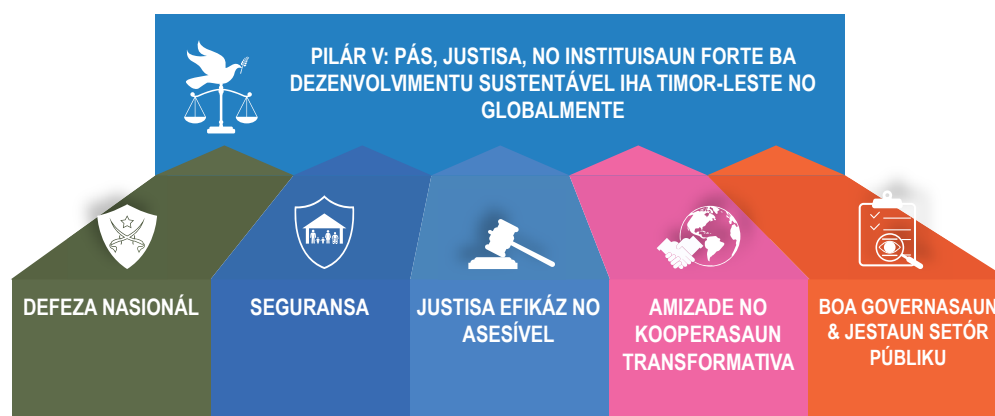 PILÁR V: PÁS, JUSTISA, NO INSTITUISAUN FORTE BA
DEZENVOLVIMENTU SUSTENTÁVEL IHA TIMOR-LESTE NO
GLOBALMENTE
DEFEZA NASIONÁL
SEGURANSA
JUSTISA EFIKÁZ NO
ASESÍVEL
AMIZADE NO
KOOPERASAUN
TRANSFORMATIVA
BOA GOVERNASAUN
& JESTAUN SETÓR
PÚBLIKU